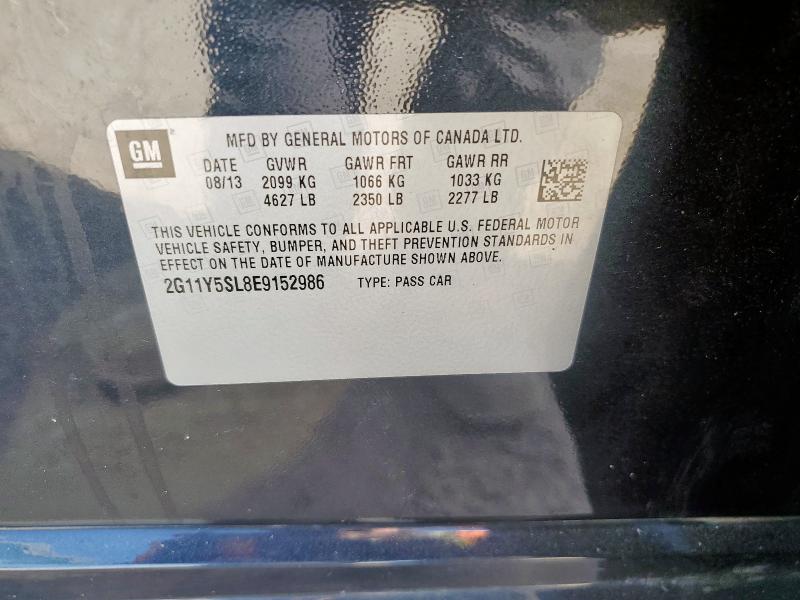 GM
MFD BY GENERAL MOTORS OF CANADA LTD.
DATE GVWR GAWR FRT GAWR RR
08/13 2099 KG 1066 KG 1033 KG
4627 LB 2350 LB 2277 LB
THIS VEHICLE CONFORMS TO ALL APPLICABLE U.S. FEDERAL MOTOR
VEHICLE SAFETY, BUMPER, AND THEFT PREVENTION STANDARDS IN
EFFECT ON THE DATE OF MANUFACTURE SHOWN ABOVE.
2G11Y5SL8E9152986 TYPE: PASS CAR